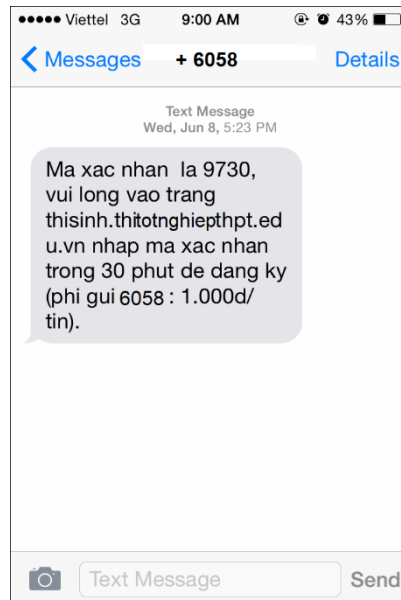 Viettel 3G 9:00 AM 43%
Messages + 6058 Details
Text Message
Wed, Jun 8, 5:23 PM
Ma xac nhan la 9730,
vui long vao trang
thisinh.thitotnghiepthpt.ed
u.vn nhap ma xac nhan
trong 30 phut de dang ky
(phi gui 6058 : 1.000d/
tin).
Text Message Send